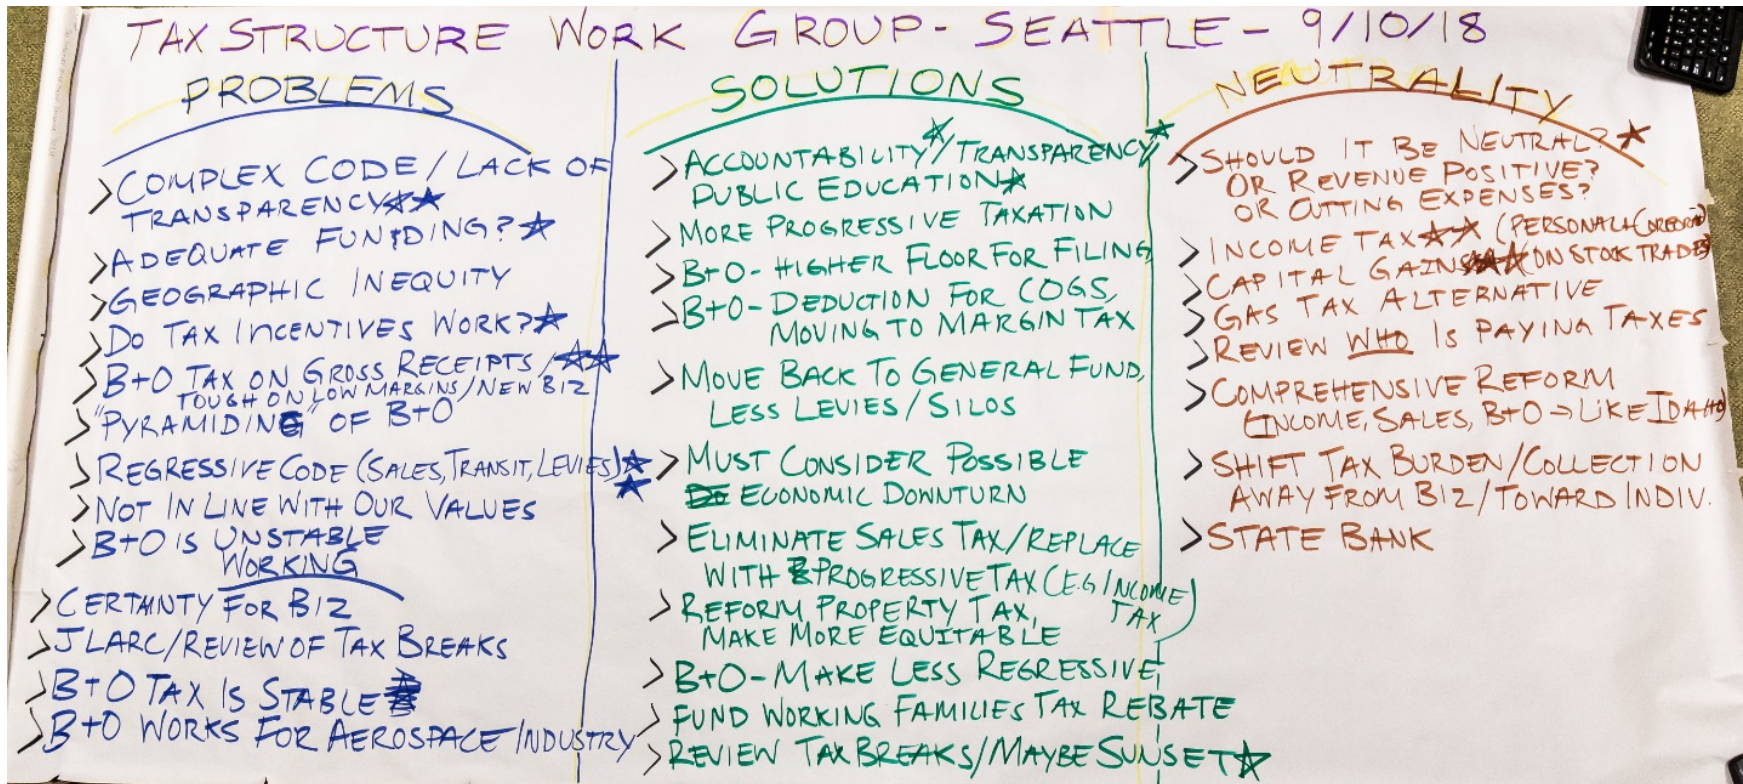 TAX STRUCTURE WORK GROUP - SEATTLE - 9/10/18
PROBLEMS
> COMPLEX CODE / LACK OF
TRANSPARENCY ☆★
> ADEQUATE FUNDING? ★
> GEOGRAPHIC INEQUITY
> DO TAX INCENTIVES WORK? ★
> B+O TAX ON GROSS RECEIPTS / ★★
TOUGH ON LOW MARGINS / NEW BIZ
> "PYRAMIDING" OF B+O
> REGRESSIVE CODE (SALES, TRANSIT, LEVIES) ★
★
> NOT IN LINE WITH OUR VALUES
> B+O IS UNSTABLE
WORKING
> CERTAINTY FOR BIZ
> JLARC/REVIEW OF TAX BREAKS
> B+O TAX IS STABLE ★
> B+O WORKS FOR AEROSPACE INDUSTRY
SOLUTIONS
> ACCOUNTABILITY ☆/TRANSPARENCY/ ★
PUBLIC EDUCATION ★
> MORE PROGRESSIVE TAXATION
> B+O - HIGHER FLOOR FOR FILING
> B+O - DEDUCTION FOR COGS,
MOVING TO MARGIN TAX
> MOVE BACK TO GENERAL FUND,
LESS LEVIES / SILOS
> MUST CONSIDER POSSIBLE
ECONOMIC DOWNTURN
> ELIMINATE SALES TAX / REPLACE
WITH PROGRESSIVE TAX (E.G INCOME
TAX)
> REFORM PROPERTY TAX,
MAKE MORE EQUITABLE
> B+O - MAKE LESS REGRESSIVE
> FUND WORKING FAMILIES TAX REBATE
> REVIEW TAX BREAKS / MAYBE SUNSET ★
NEUTRALITY
> SHOULD IT BE NEUTRAL? ★
OR REVENUE POSITIVE?
OR CUTTING EXPENSES?
> INCOME TAX ★★ (PERSONAL +
> CAPITAL GAINS ★★ (ON STOCK TRADES)
> GAS TAX ALTERNATIVE
> REVIEW WHO IS PAYING TAXES
> COMPREHENSIVE REFORM
(INCOME, SALES, B+O → LIKE IDAHO)
> SHIFT TAX BURDEN/COLLECTION
AWAY FROM BIZ / TOWARD INDIV.
> STATE BANK